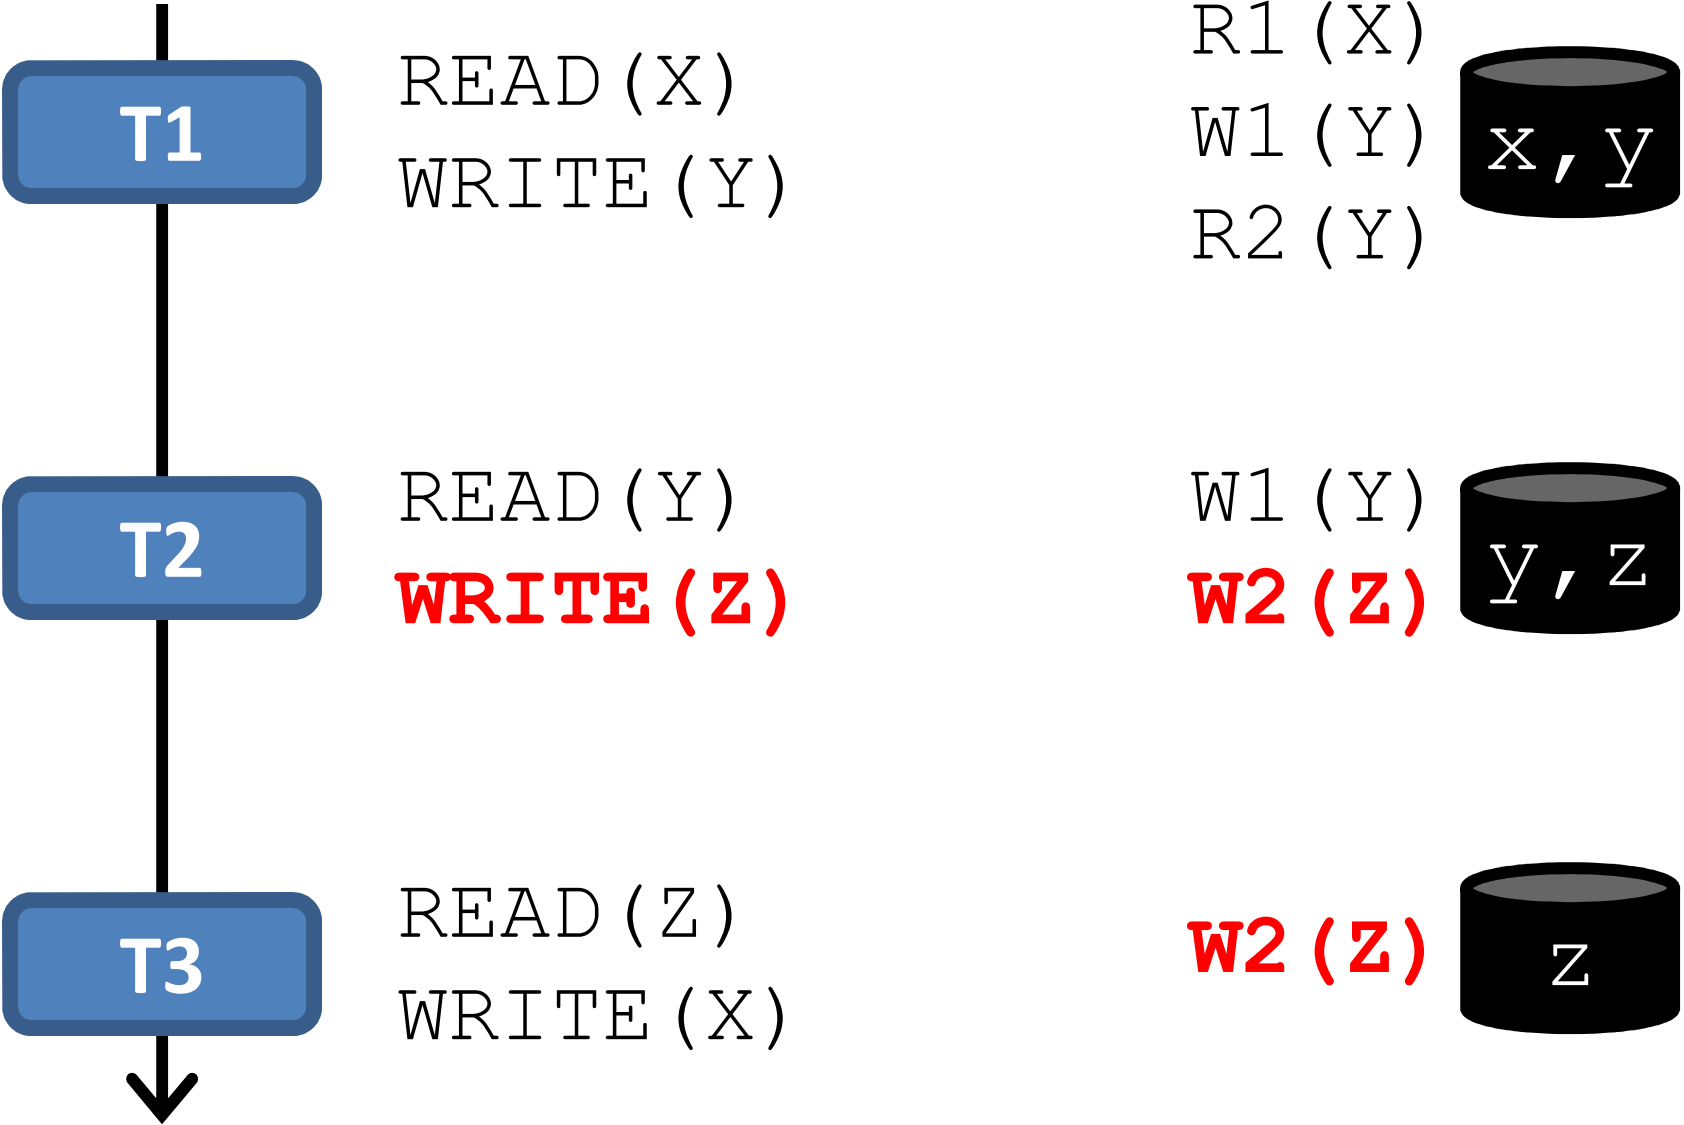 T1
READ(X)
WRITE(Y)
R1(X)
W1(Y)
R2(Y)
x,y
T2
READ(Y)
WRITE(Z)
W1(Y)
W2(Z)
y,z
T3
READ(Z)
WRITE(X)
W2(Z)
z